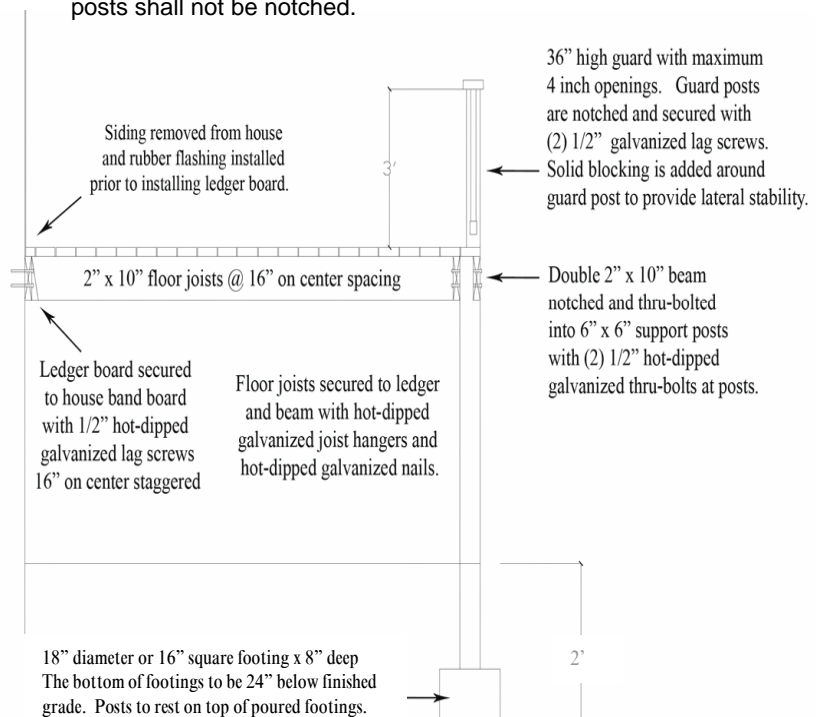 posts shall not be notched.
36” high guard with maximum
4 inch openings. Guard posts
are notched and secured with
(2) 1/2” galvanized lag screws.
Solid blocking is added around
guard post to provide lateral stability.
Siding removed from house
and rubber flashing installed
prior to installing ledger board.
3’
2” x 10” floor joists @ 16” on center spacing
Double 2” x 10” beam
notched and thru-bolted
into 6” x 6” support posts
with (2) 1/2” hot-dipped
galvanized thru-bolts at posts.
Ledger board secured
to house band board
with 1/2” hot-dipped
galvanized lag screws
16” on center staggered
Floor joists secured to ledger
and beam with hot-dipped
galvanized joist hangers and
hot-dipped galvanized nails.
18” diameter or 16” square footing x 8” deep
The bottom of footings to be 24” below finished
grade. Posts to rest on top of poured footings.
2’